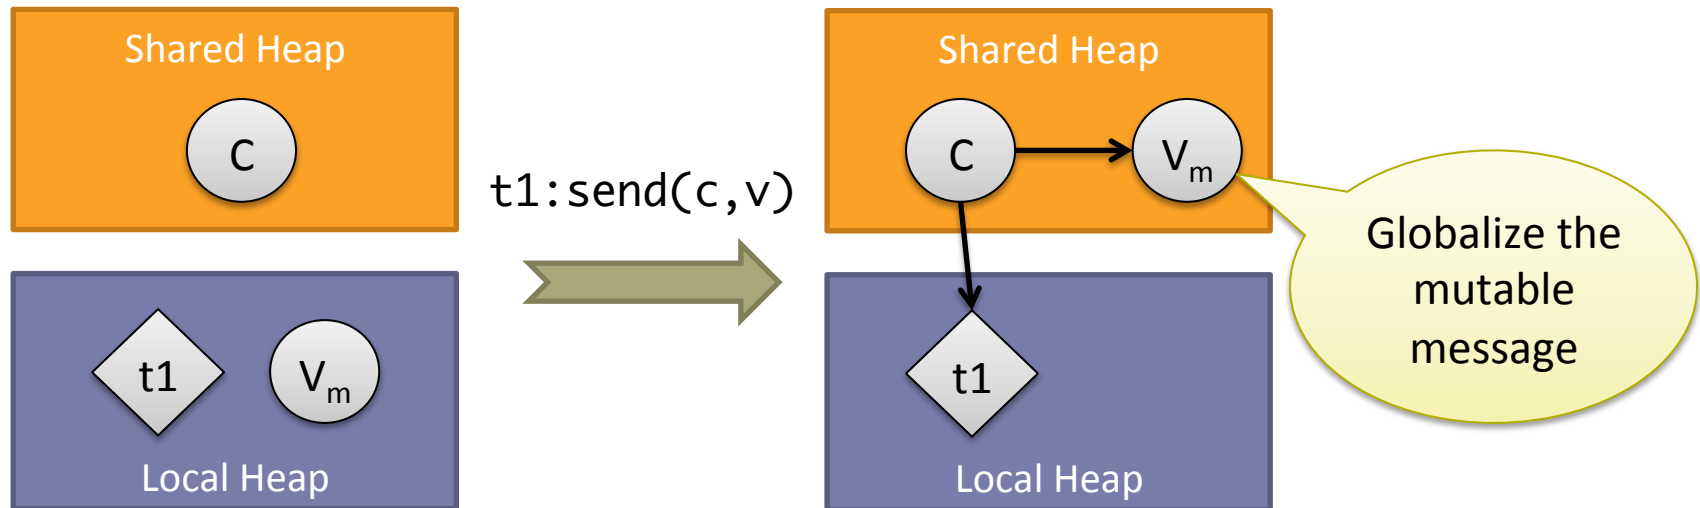 Shared Heap
C
t1
Vm
Local Heap
t1:send(c,v)
Shared Heap
C
Vm
t1
Local Heap
Globalize the
mutable
message